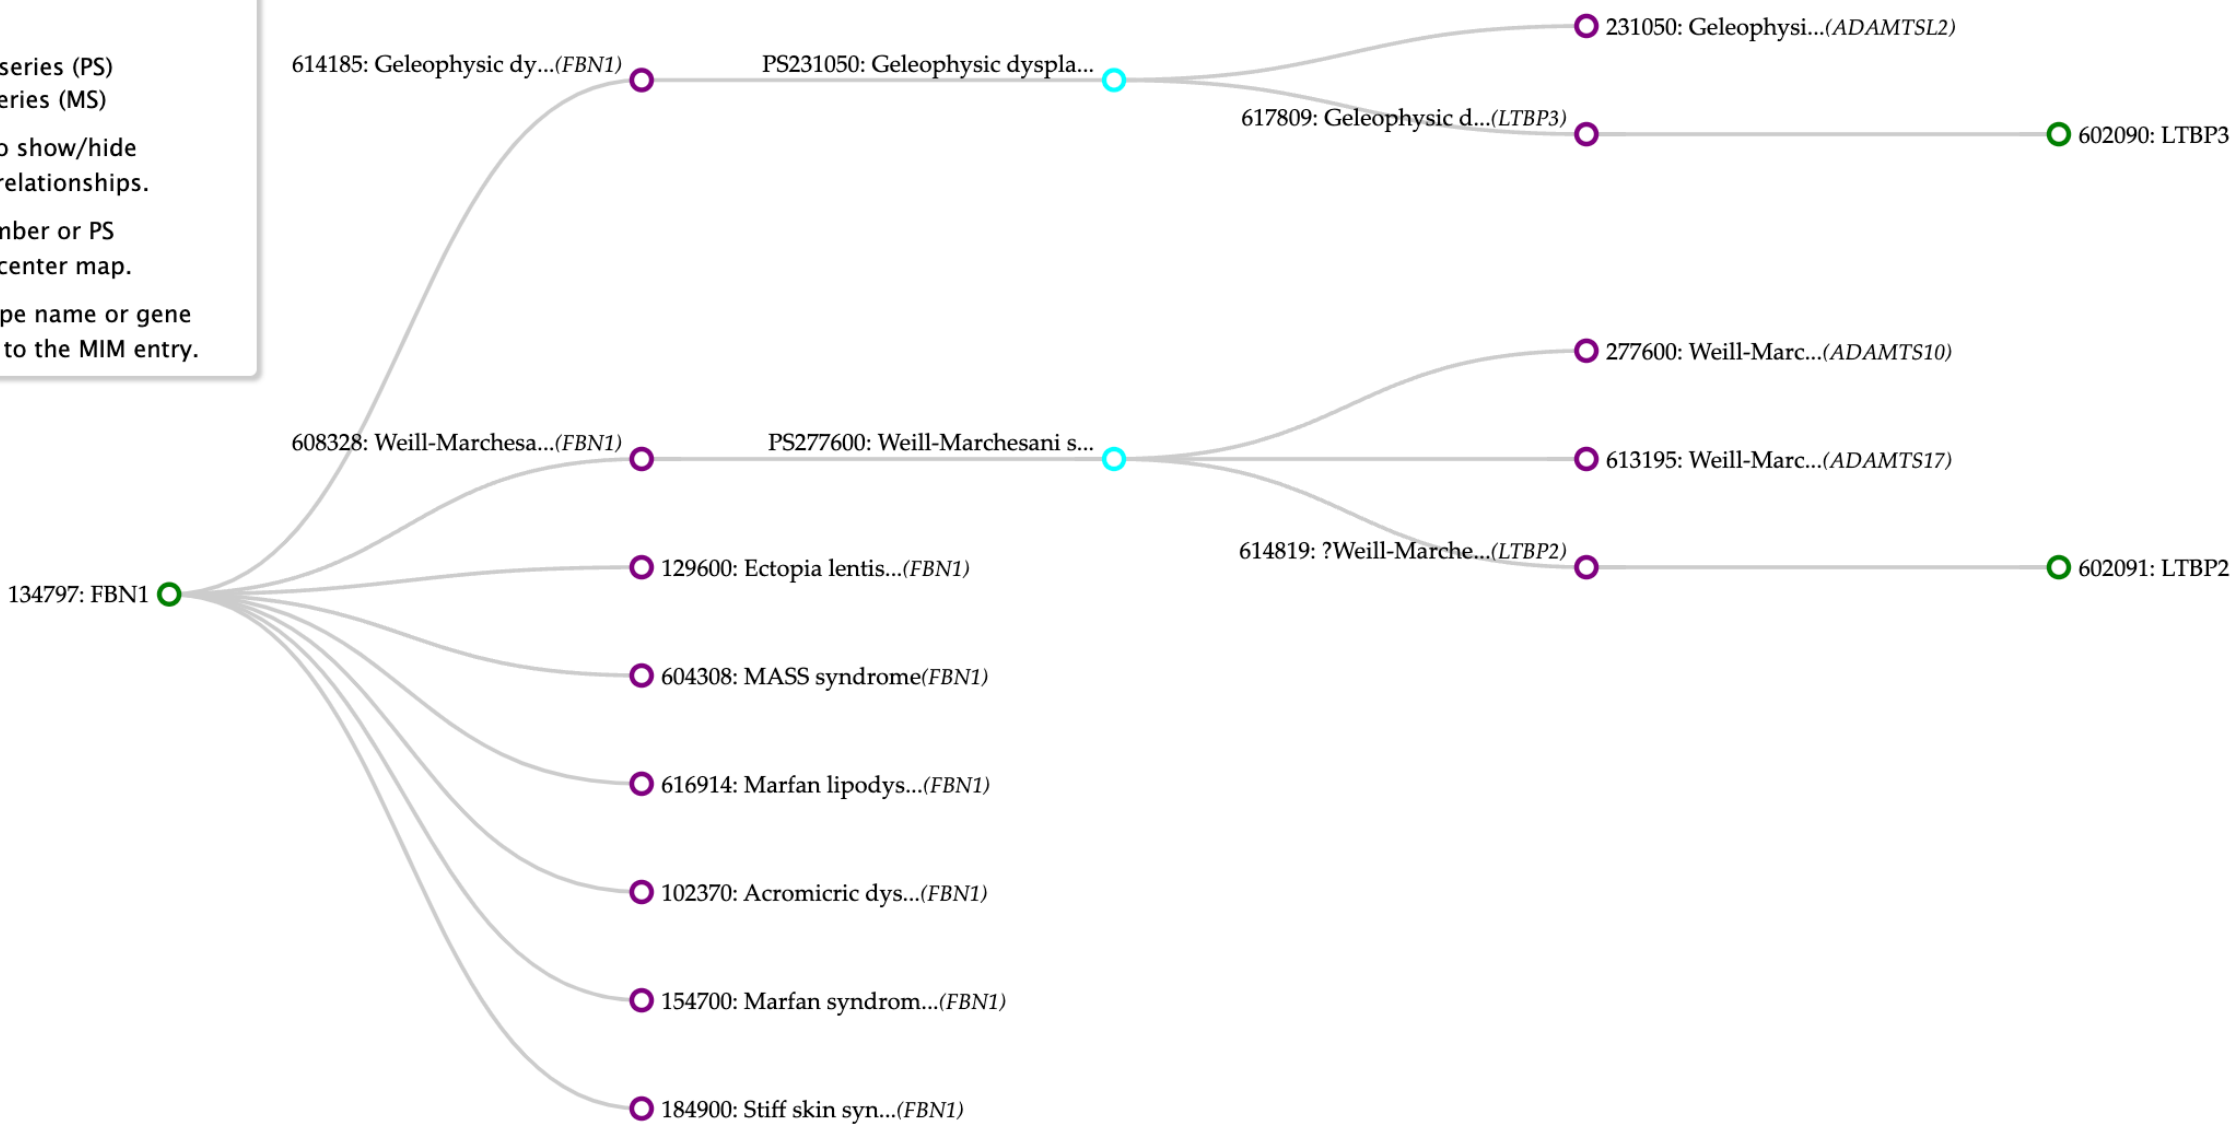 series (PS)
eries (MS)
o show/hide
relationships.
mber or PS
center map.
pe name or gene
to the MIM entry.
134797: FBN1
614185: Geleophysic dy...(FBN1)
608328: Weill-Marchesa...(FBN1)
129600: Ectopia lentis...(FBN1)
604308: MASS syndrome(FBN1)
616914: Marfan lipodys...(FBN1)
102370: Acromicric dys...(FBN1)
154700: Marfan syndrom...(FBN1)
184900: Stiff skin syn...(FBN1)
PS231050: Geleophysic dyspla...
PS277600: Weill-Marchesani s...
231050: Geleophysi...(ADAMTSL2)
617809: Geleophysic d...(LTBP3)
277600: Weill-Marc...(ADAMTS10)
613195: Weill-Marc...(ADAMTS17)
614819: ?Weill-Marche...(LTBP2)
602090: LTBP3
602091: LTBP2